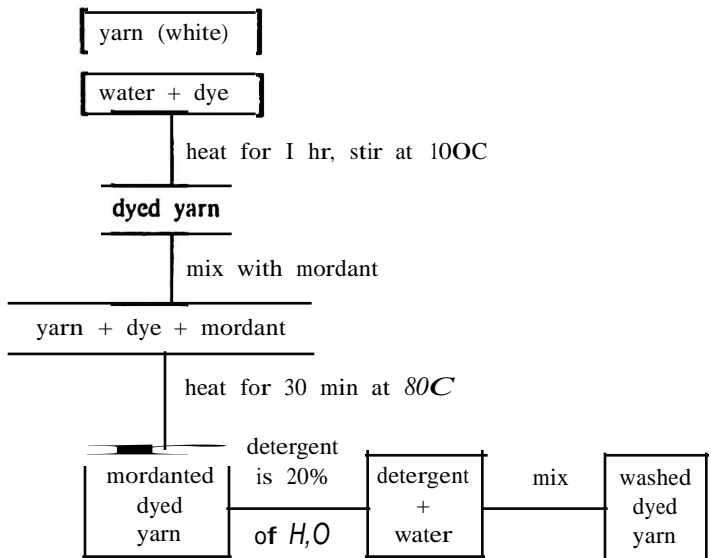 yarn (white)
water + dye
heat for I hr, stir at 10OC
dyed yarn
mix with mordant
yarn + dye + mordant
heat for 30 min at 80C
mordanted
dyed
yarn
detergent
is 20%
of H,O
detergent
+
water
mix
washed
dyed
yarn